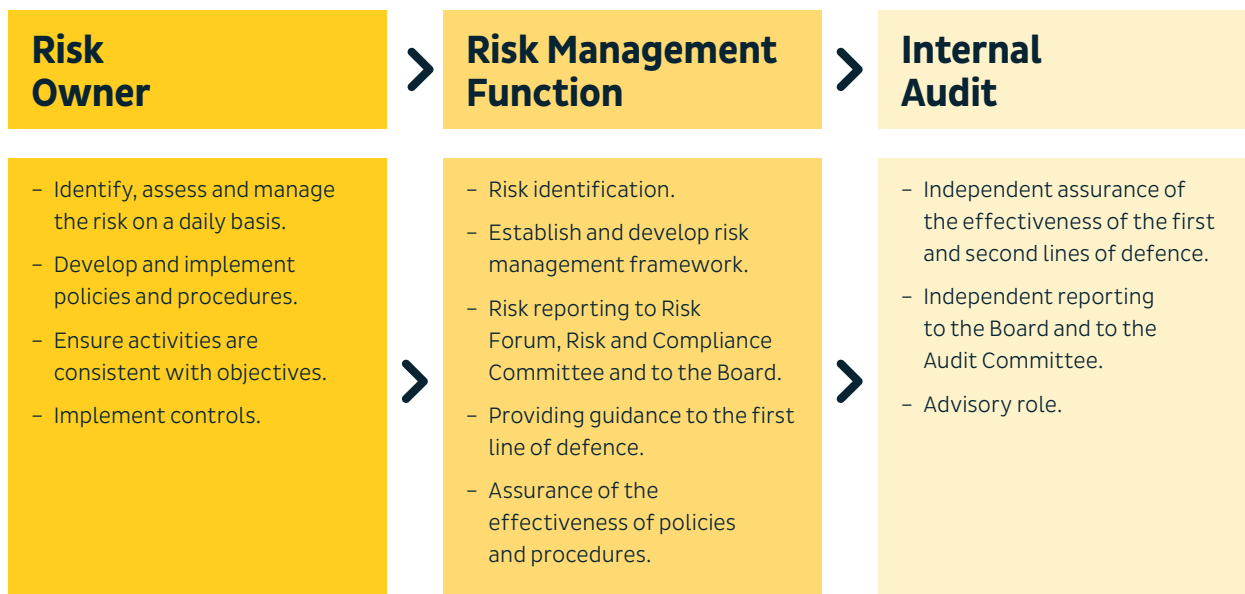 Risk
Owner
Risk Management
Function
Internal
Audit
– Identify, assess and manage
the risk on a daily basis.
– Develop and implement
policies and procedures.
– Ensure activities are
consistent with objectives.
– Implement controls.
– Risk identification.
– Establish and develop risk
management framework.
– Risk reporting to Risk
Forum, Risk and Compliance
Committee and to the Board.
– Providing guidance to the first
line of defence.
– Assurance of the
effectiveness of policies
and procedures.
– Independent assurance of
the effectiveness of the first
and second lines of defence.
– Independent reporting
to the Board and to the
Audit Committee.
– Advisory role.